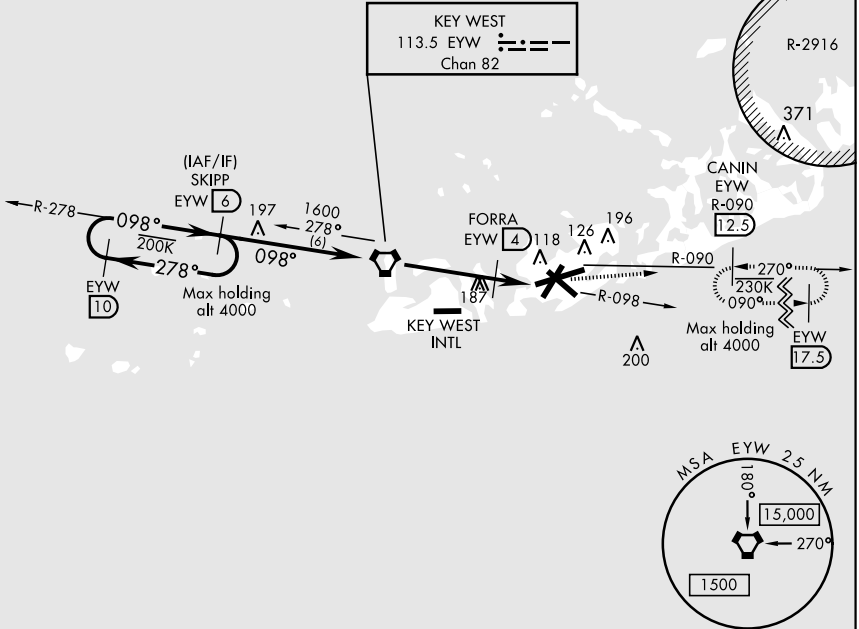 KEY WEST
113.5 EYW
Chan 82
R-2916
371
(IAF/IF)
SKIPP
EYW 6
R-278
098°
200K
278°
EYW
10
Max holding
alt 4000
197
1600
278°
(6)
098°
FORRA
EYW 4
118
126
196
187
KEY WEST
INTL
CANIN
EYW
R-090
12.5
R-090
R-098
270°
230K
090°
Max holding
alt 4000
EYW
17.5
200
MSA EYW 25 NM
180°
15,000
270°
1500